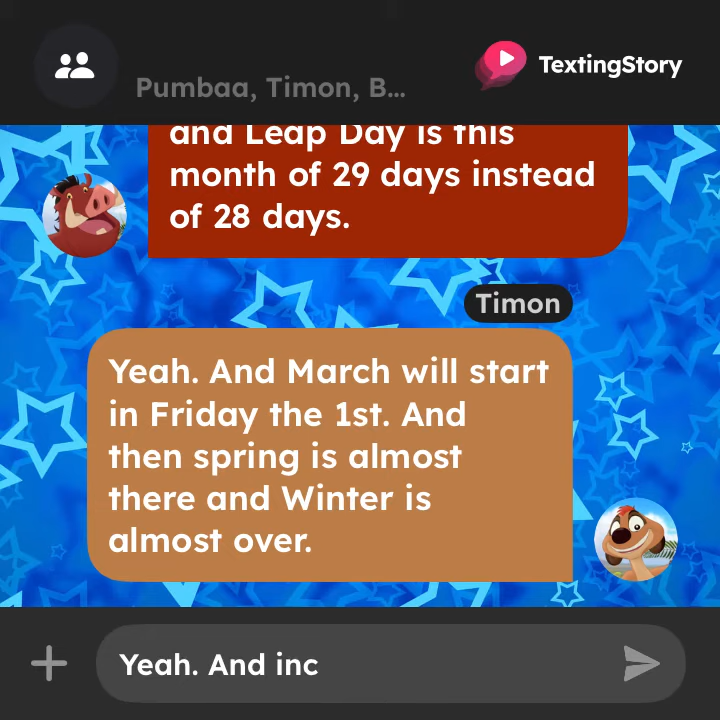 Pumbaa, Timon, B...
TextingStory
and Leap Day is this
month of 29 days instead
of 28 days.
Timon
Yeah. And March will start
in Friday the 1st. And
then spring is almost
there and Winter is
almost over.
Yeah. And inc